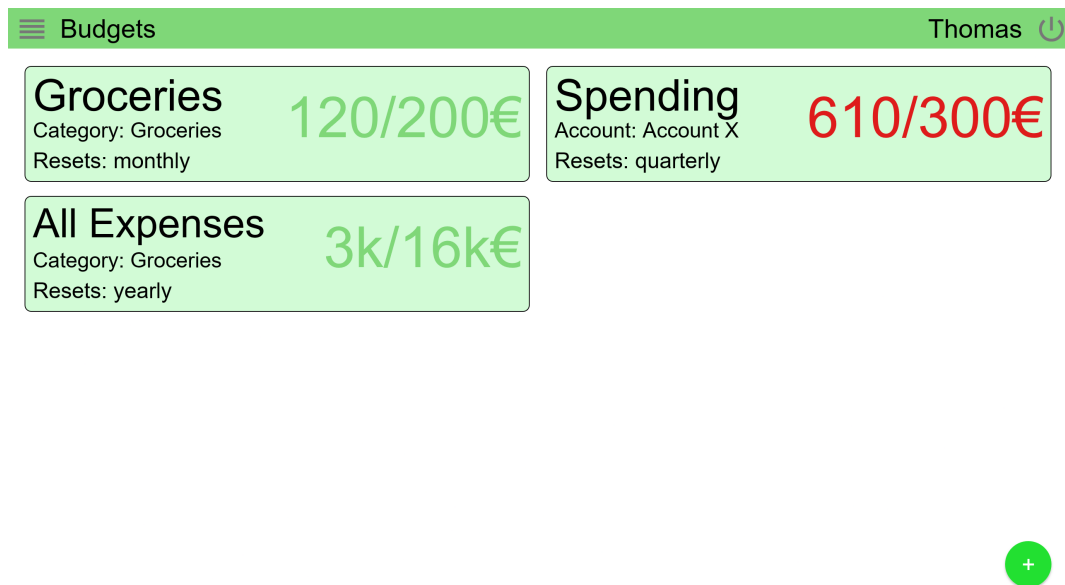 Budgets
Thomas
Groceries
120/200€
Category: Groceries
Resets: monthly
Spending
610/300€
Account: Account X
Resets: quarterly
All Expenses
3k/16k€
Category: Groceries
Resets: yearly
+